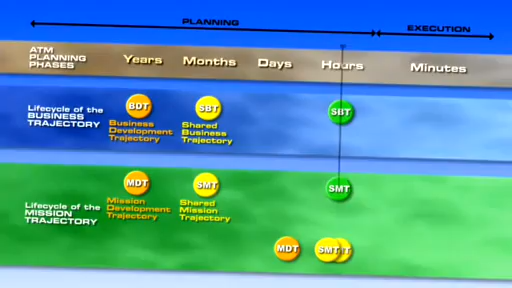 PLANNING
EXECUTION
ATM
PLANNING
PHASES
Years
Months
Days
Hours
Minutes
Lifecycle of the
BUSINESS
TRAJECTORY
BDT
Business
Development
Trajectory
SBT
Shared
Business
Trajectory
SBT
Lifecycle of the
MISSION
TRAJECTORY
MDT
Mission
Development
Trajectory
SMT
Shared
Mission
Trajectory
SMT
MDT
SMT